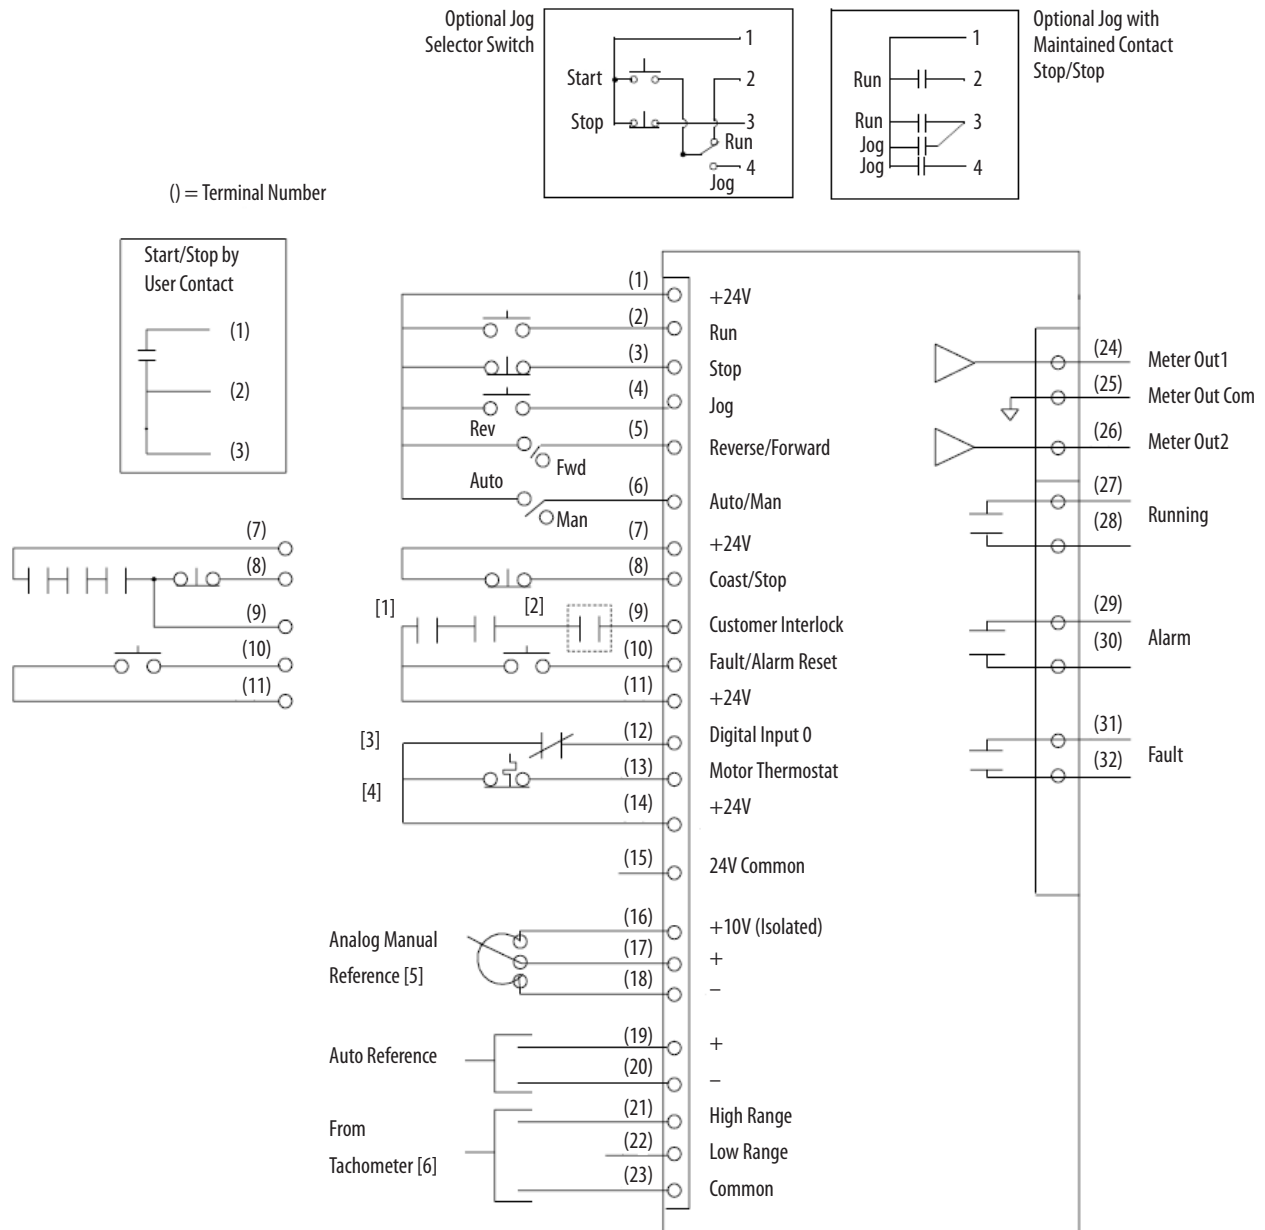 Optional Jog
Selector Switch
1
Start
2
Stop
3
Run
4
Jog
1
Run
2
Run
3
Jog
Jog
4
Optional Jog with
Maintained Contact
Stop/Stop
() = Terminal Number
Start/Stop by
User Contact
(1)
(2)
(3)
(1)
+24V
(2)
Run
(3)
Stop
(4)
Jog
Rev
(5)
Fwd
Reverse/Forward
Auto
(6)
Man
Auto/Man
(7)
+24V
(8)
Coast/Stop
[1]
[2]
(9)
Customer Interlock
(10)
Fault/Alarm Reset
(11)
+24V
[3]
(12)
Digital Input 0
(13)
Motor Thermostat
[4]
(14)
+24V
(15)
24V Common
(16)
+10V (Isolated)
Analog Manual
Reference [5]
(17)
+
(18)
–
Auto Reference
(19)
+
(20)
–
From
Tachometer [6]
(21)
High Range
(22)
Low Range
(23)
Common
(7)
(8)
(9)
(10)
(11)
(24)
Meter Out1
(25)
Meter Out Com
(26)
Meter Out2
(27)
(28)
Running
(29)
(30)
Alarm
(31)
(32)
Fault